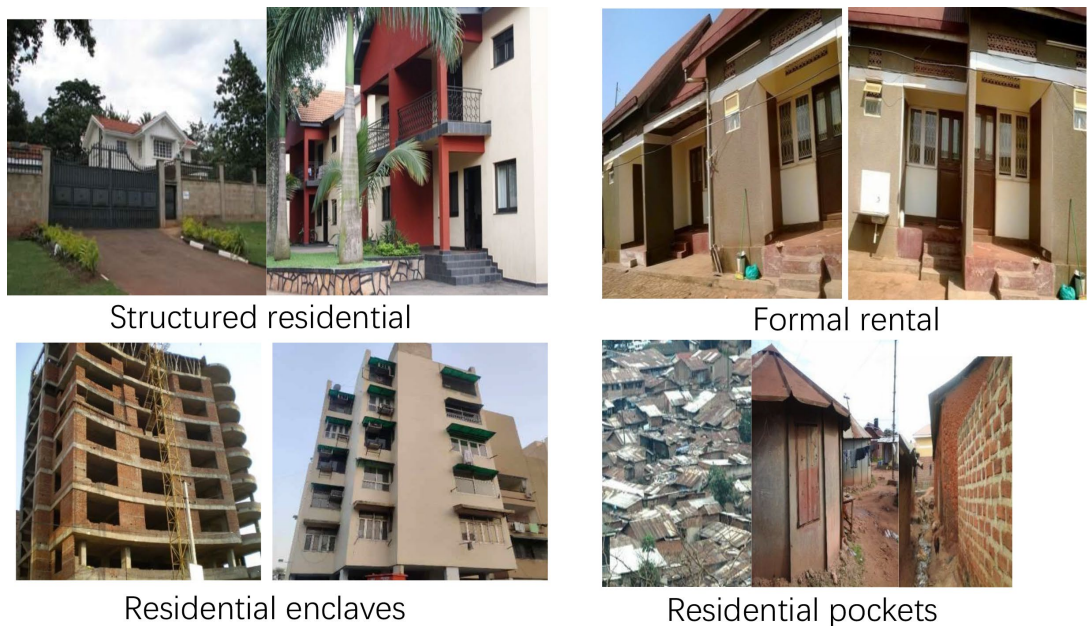 Structured residential
Formal rental
Residential enclaves
Residential pockets